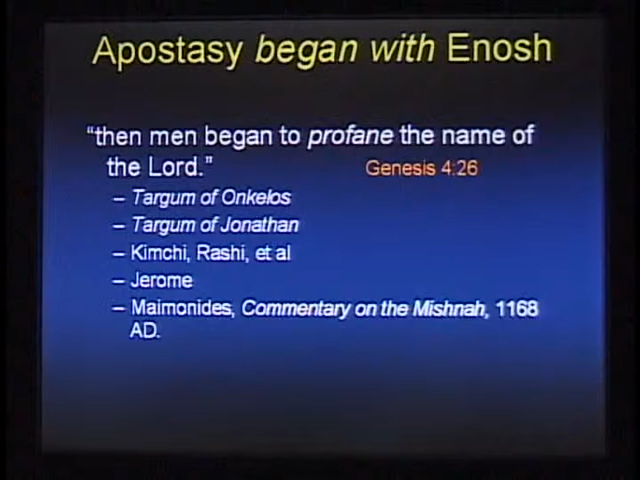 Apostasy began with Enosh
“then men began to profane the name of
the Lord.” Genesis 4:26
– Targum of Onkelos
– Targum of Jonathan
– Kimchi, Rashi, et al
– Jerome
– Maimonides, Commentary on the Mishnah, 1168
AD.